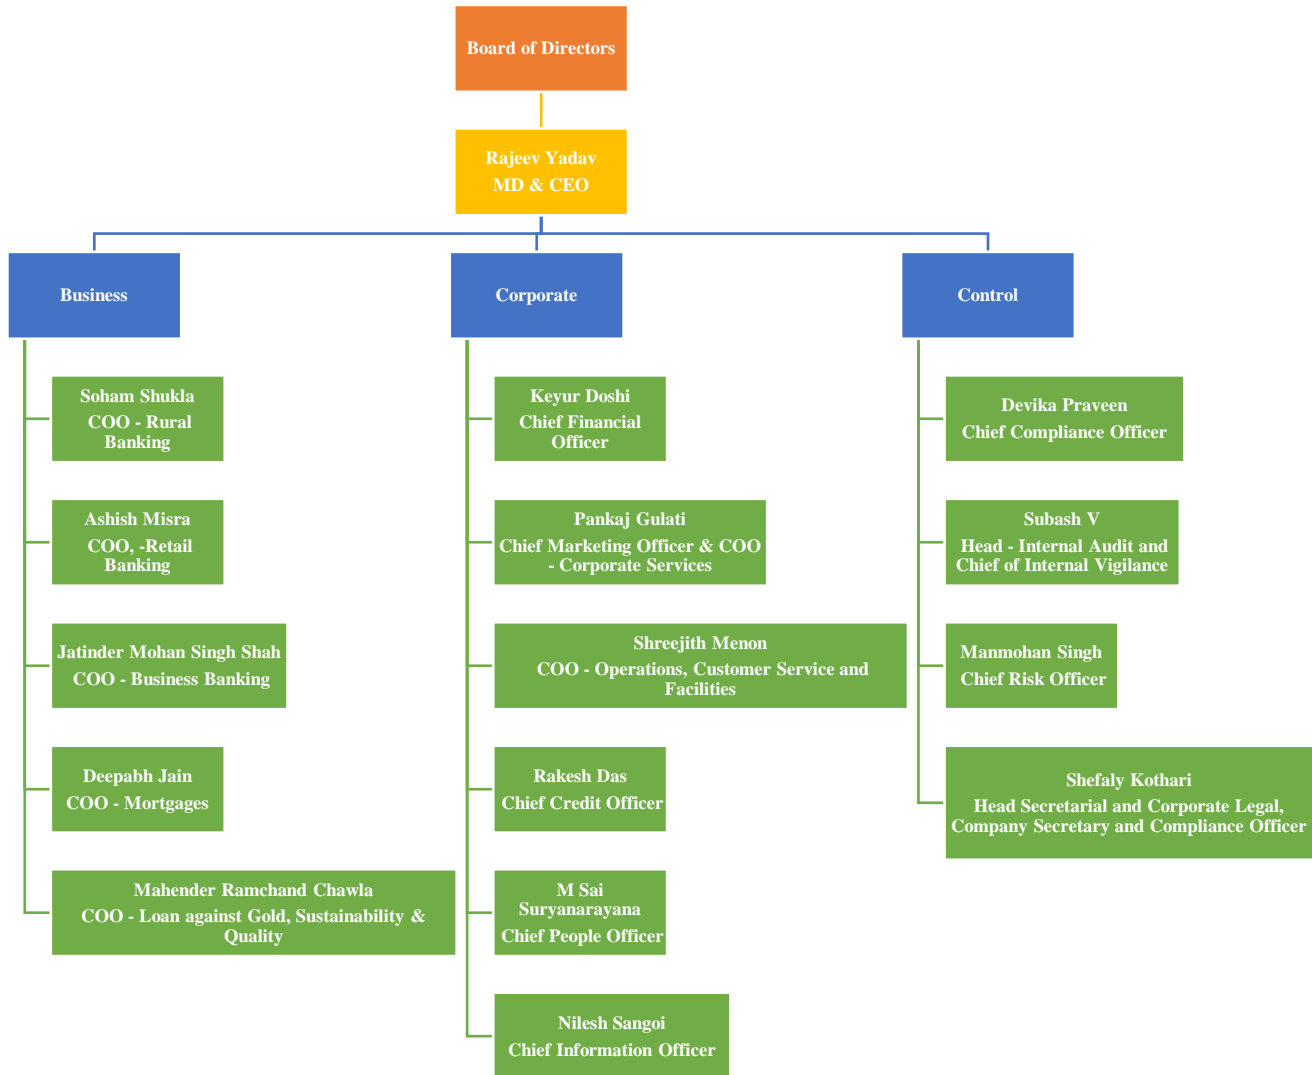 Board of Directors
Rajeev Yadav
MD & CEO
Business
Corporate
Control
Soham Shukla
COO - Rural
Banking
Ashish Misra
COO, -Retail
Banking
Jatinder Mohan Singh Shah
COO - Business Banking
Deepabh Jain
COO - Mortgages
Mahender Ramchand Chawla
COO - Loan against Gold, Sustainability &
Quality
Keyur Doshi
Chief Financial
Officer
Pankaj Gulati
Chief Marketing Officer & COO
- Corporate Services
Shreejith Menon
COO - Operations, Customer Service and
Facilities
Rakesh Das
Chief Credit Officer
M Sai
Suryanarayana
Chief People Officer
Nilesh Sangoi
Chief Information Officer
Devika Praveen
Chief Compliance Officer
Subash V
Head - Internal Audit and
Chief of Internal Vigilance
Manmohan Singh
Chief Risk Officer
Shefaly Kothari
Head Secretarial and Corporate Legal,
Company Secretary and Compliance Officer